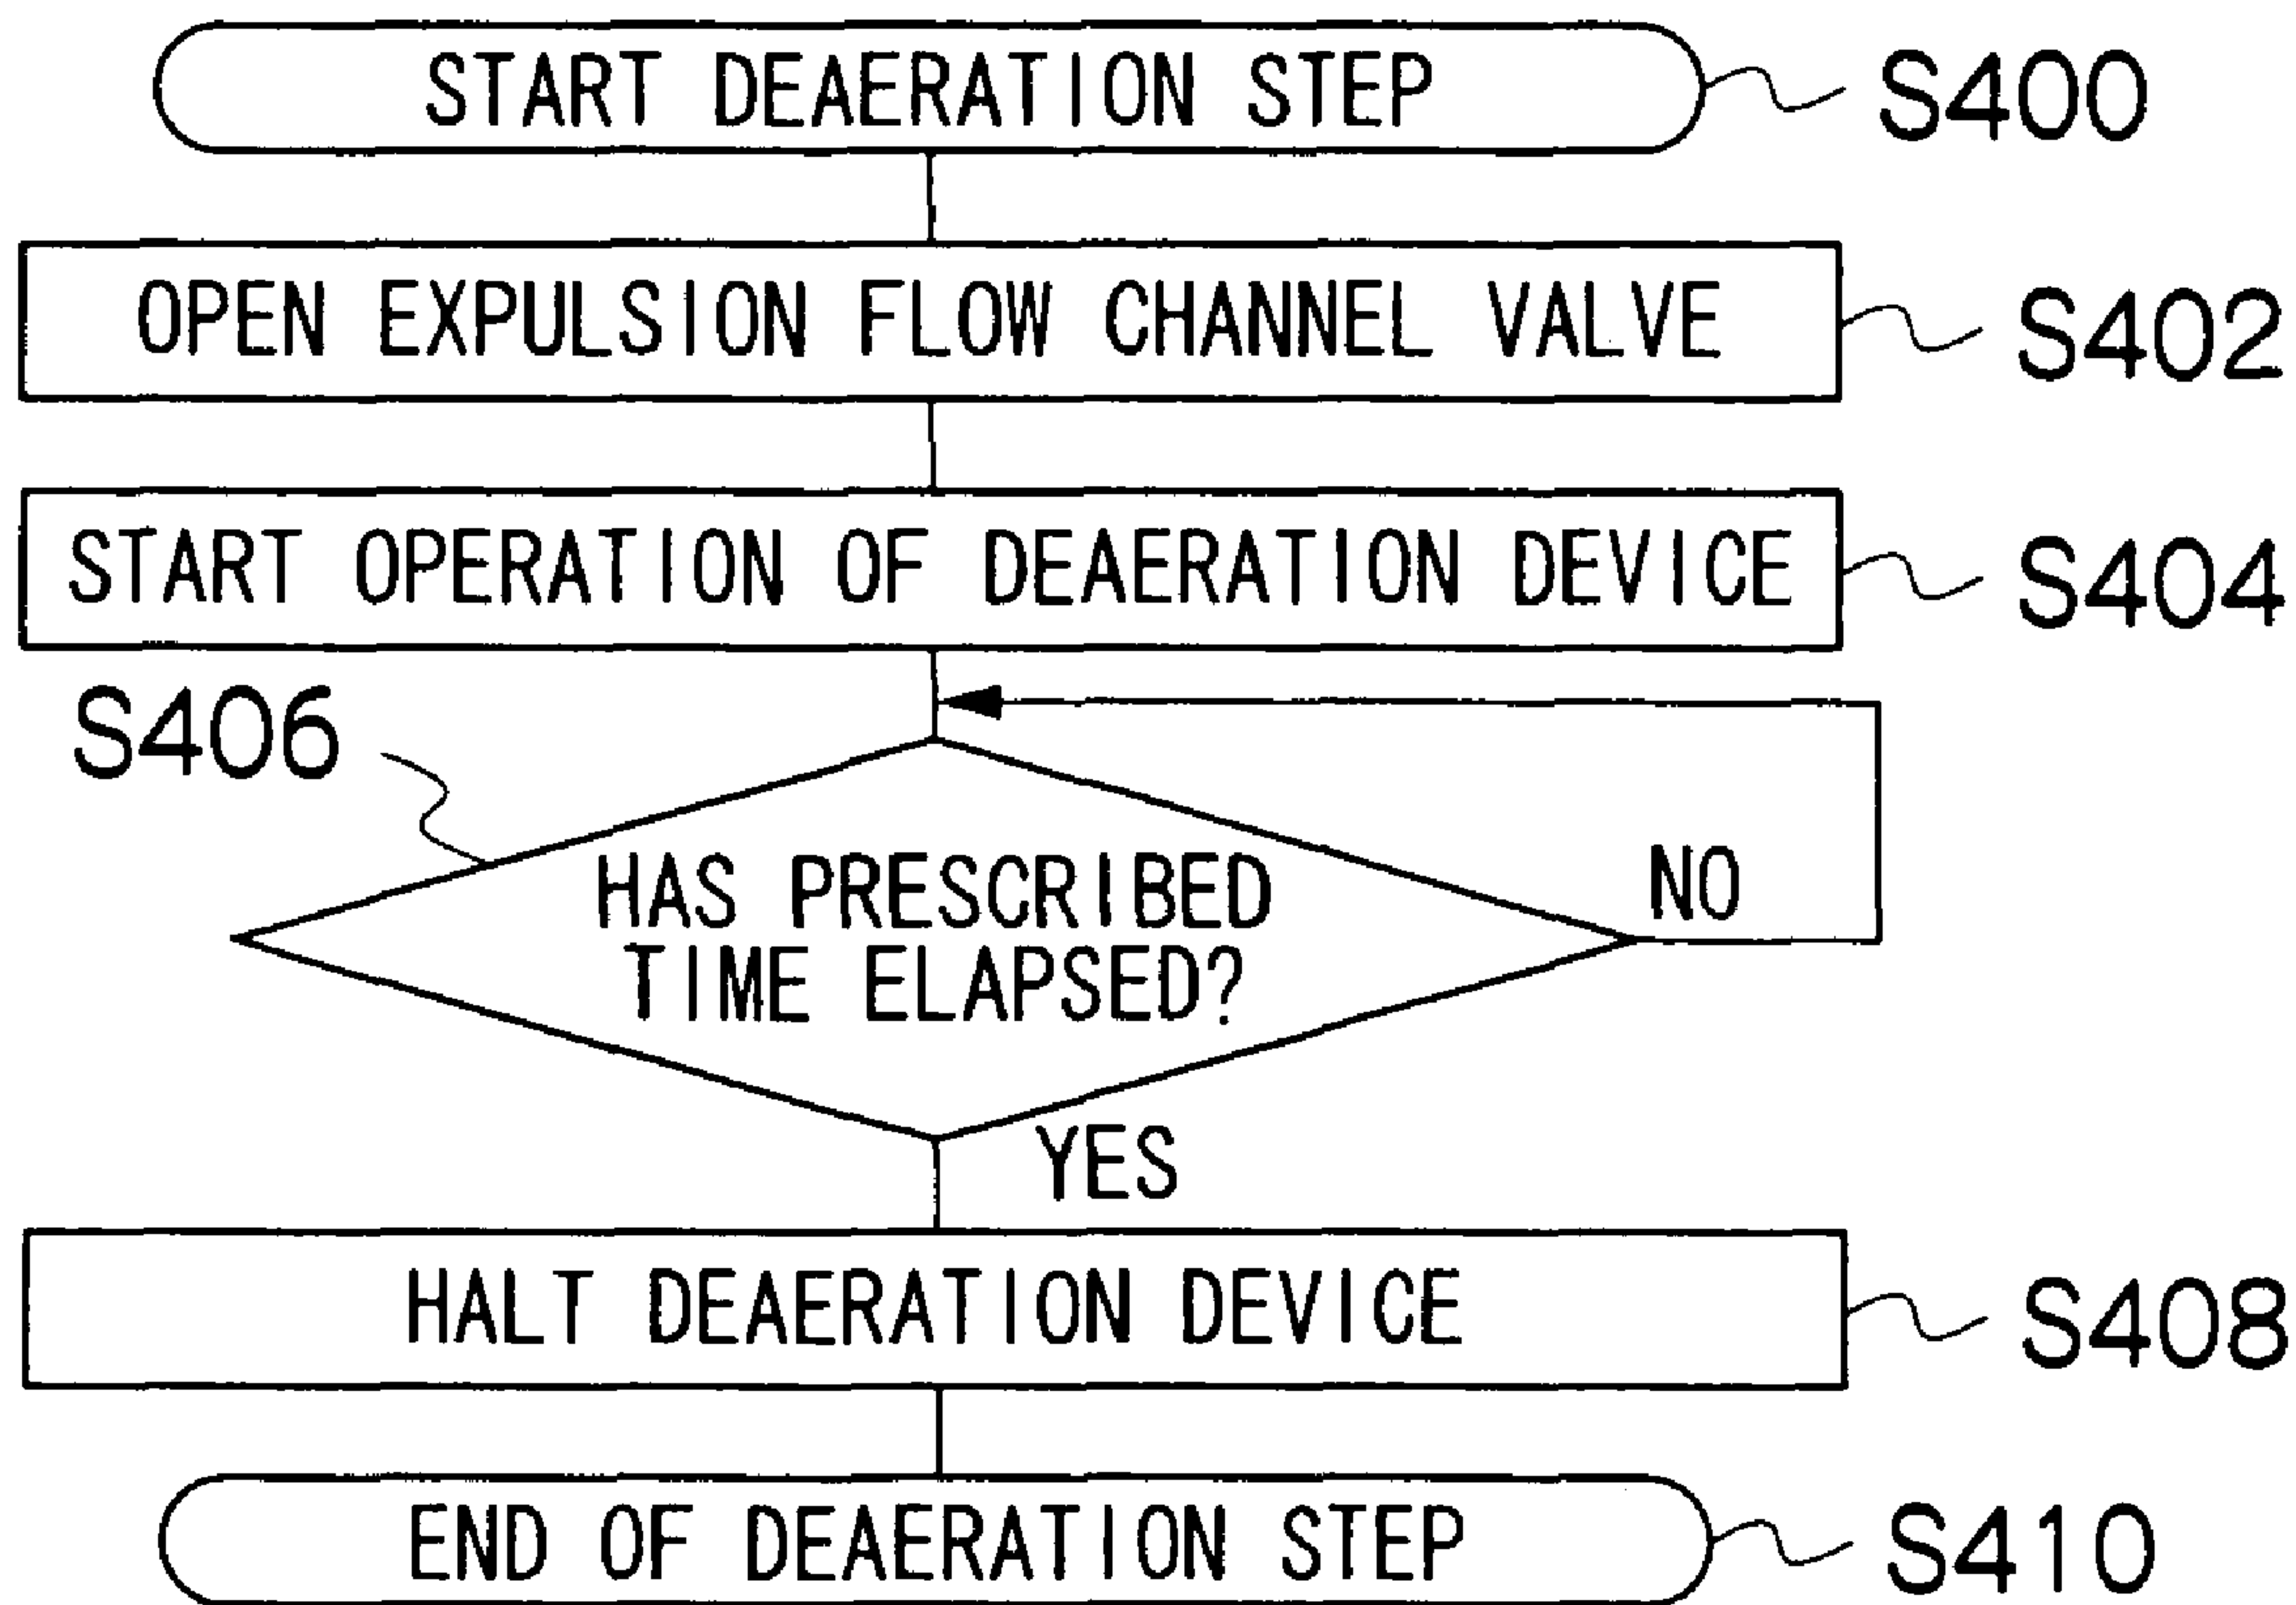 START DEAERATION STEP
S400
OPEN EXPULSION FLOW CHANNEL VALVE
S402
START OPERATION OF DEAERATION DEVICE
S404
S406
HAS PRESCRIBED
TIME ELAPSED?
NO
YES
HALT DEAERATION DEVICE
S408
END OF DEAERATION STEP
S410